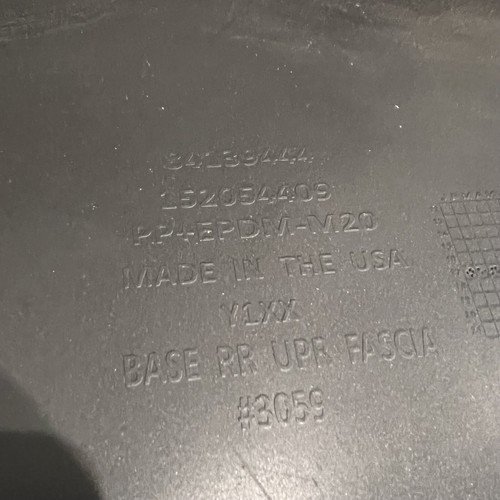 84139444
152054409
PP+EPDM-M20
MADE IN THE USA
Y1XX
BASE RR UPR FASCIA
#3059